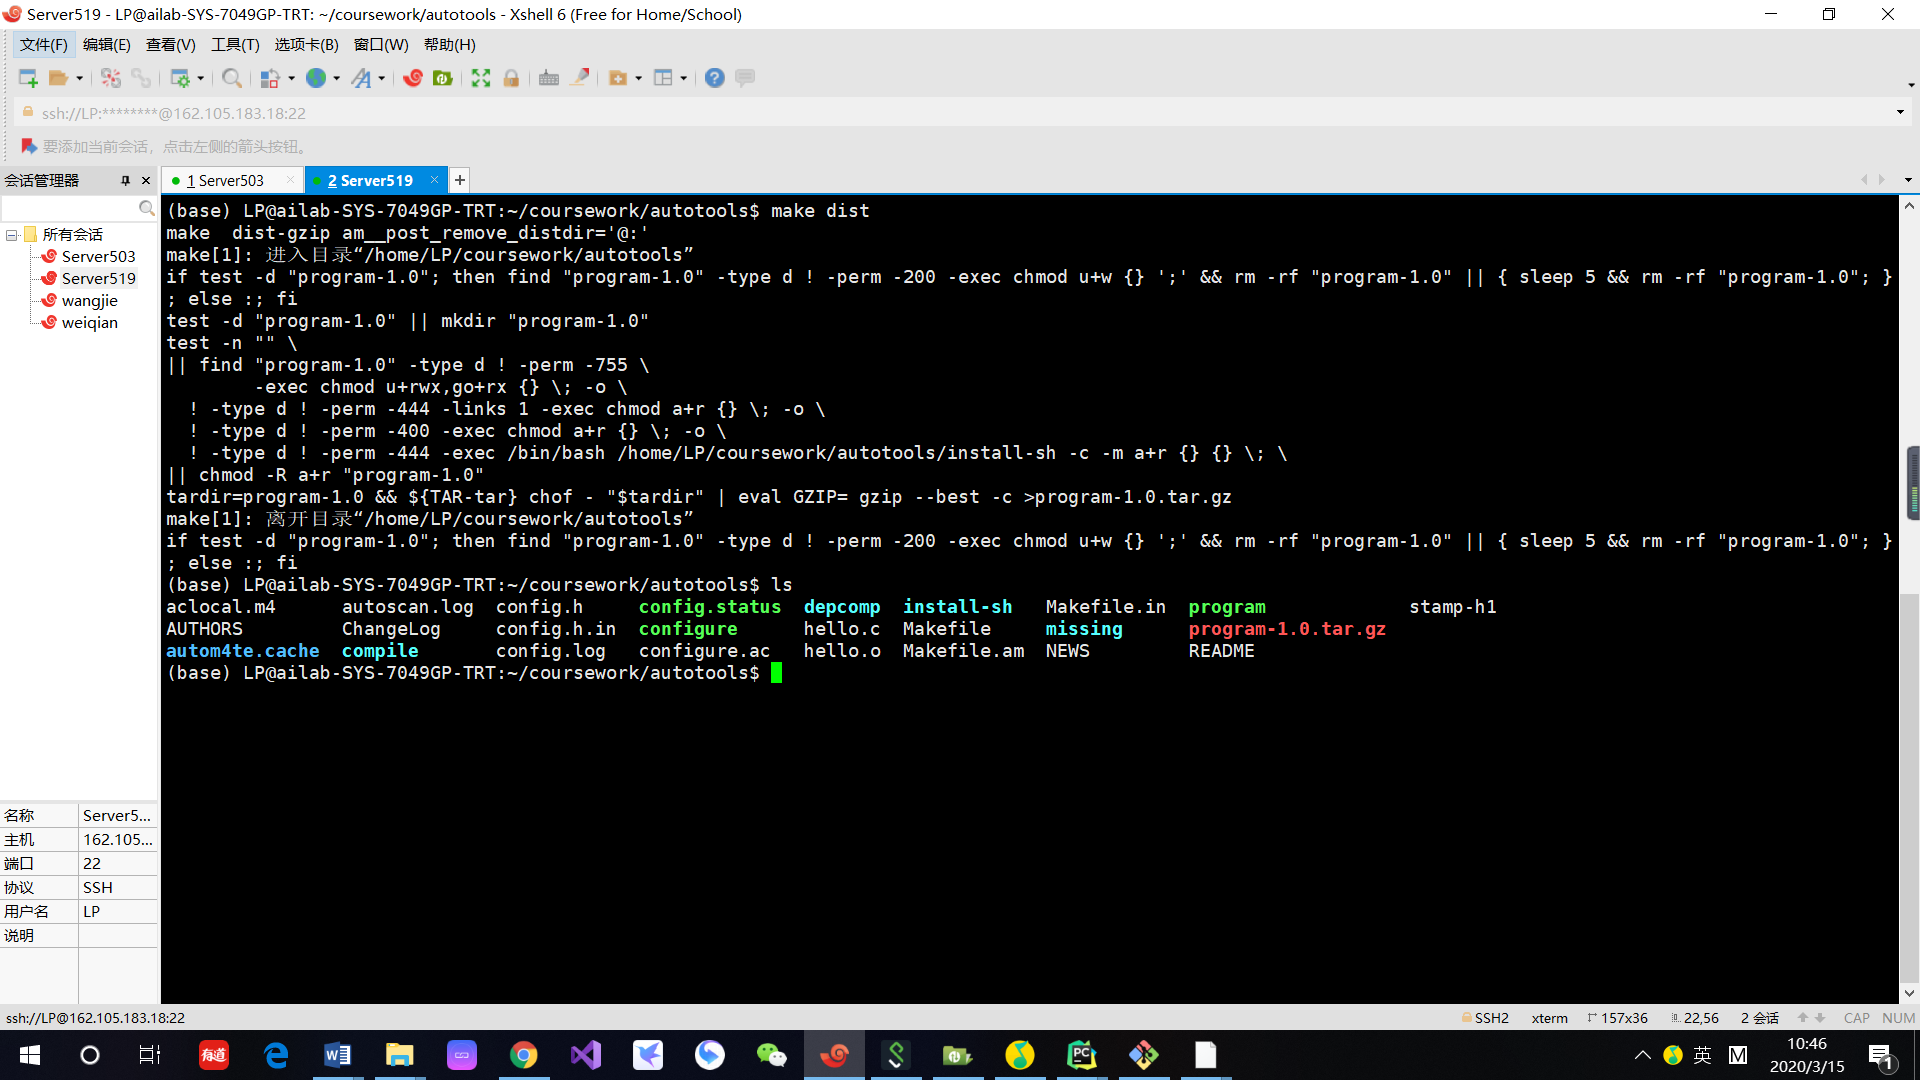 Server519 - LP@ailab-SYS-7049GP-TRT: ~/coursework/autotools - Xshell 6 (Free for Home/School)
文件(F) 编辑(E) 查看(V) 工具(T) 选项卡(B) 窗口(W) 帮助(H)
ssh://LP:********@162.105.183.18:22
要添加当前会话，点击左侧的箭头按钮。
会话管理器
1 Server503
2 Server519
所有会话
Server503
Server519
wangjie
weiqian
(base) LP@ailab-SYS-7049GP-TRT:~/coursework/autotools$ make dist
make  dist-gzip am__post_remove_distdir='@:'
make[1]: 进入目录“/home/LP/coursework/autotools”
if test -d "program-1.0"; then find "program-1.0" -type d ! -perm -200 -exec chmod u+w {} ';' && rm -rf "program-1.0" || { sleep 5 && rm -rf "program-1.0"; }
; else :; fi
test -d "program-1.0" || mkdir "program-1.0"
test -n "" \
|| find "program-1.0" -type d ! -perm -755 \
        -exec chmod u+rwx,go+rx {} \; -o \
  ! -type d ! -perm -444 -links 1 -exec chmod a+r {} \; -o \
  ! -type d ! -perm -400 -exec chmod a+r {} \; -o \
  ! -type d ! -perm -444 -exec /bin/bash /home/LP/coursework/autotools/install-sh -c -m a+r {} {} \; \
|| chmod -R a+r "program-1.0"
tardir=program-1.0 && ${TAR-tar} chof - "$tardir" | eval GZIP= gzip --best -c >program-1.0.tar.gz
make[1]: 离开目录“/home/LP/coursework/autotools”
if test -d "program-1.0"; then find "program-1.0" -type d ! -perm -200 -exec chmod u+w {} ';' && rm -rf "program-1.0" || { sleep 5 && rm -rf "program-1.0"; }
; else :; fi
(base) LP@ailab-SYS-7049GP-TRT:~/coursework/autotools$ ls
aclocal.m4      autoscan.log  config.h     config.status  depcomp  install-sh   Makefile.in  program             stamp-h1
AUTHORS         ChangeLog     config.h.in  configure      hello.c  Makefile     missing      program-1.0.tar.gz
autom4te.cache  compile       config.log   configure.ac   hello.o  Makefile.am  NEWS         README
(base) LP@ailab-SYS-7049GP-TRT:~/coursework/autotools$
名称 Server5...
主机 162.105...
端口 22
协议 SSH
用户名 LP
说明
ssh://LP@162.105.183.18:22 SSH2 xterm 157x36 22,56 2 会话 CAP NUM
有道
英 M
10:46
2020/3/15
1